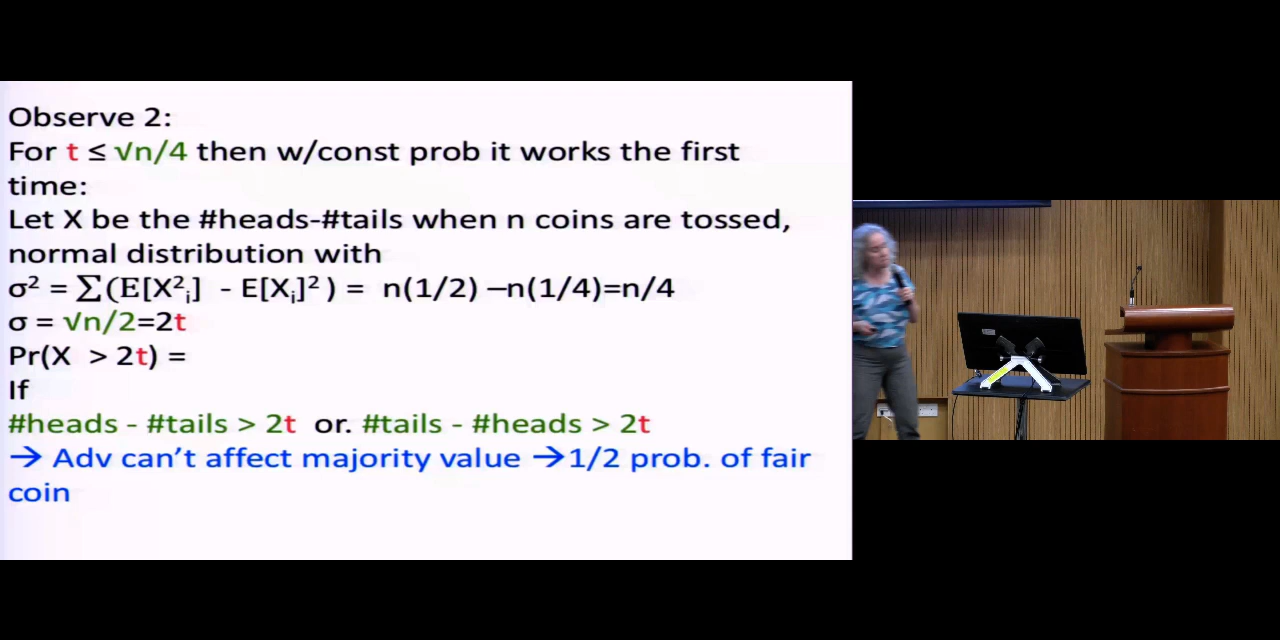 Observe 2:
For t ≤ √n/4 then w/const prob it works the first
time:
Let X be the #heads-#tails when n coins are tossed,
normal distribution with
σ² = ∑(E[X²ᵢ] - E[Xᵢ]² ) = n(1/2) –n(1/4)=n/4
σ = √n/2=2t
Pr(X > 2t) =
If
#heads - #tails > 2t or. #tails - #heads > 2t
→ Adv can’t affect majority value →1/2 prob. of fair
coin